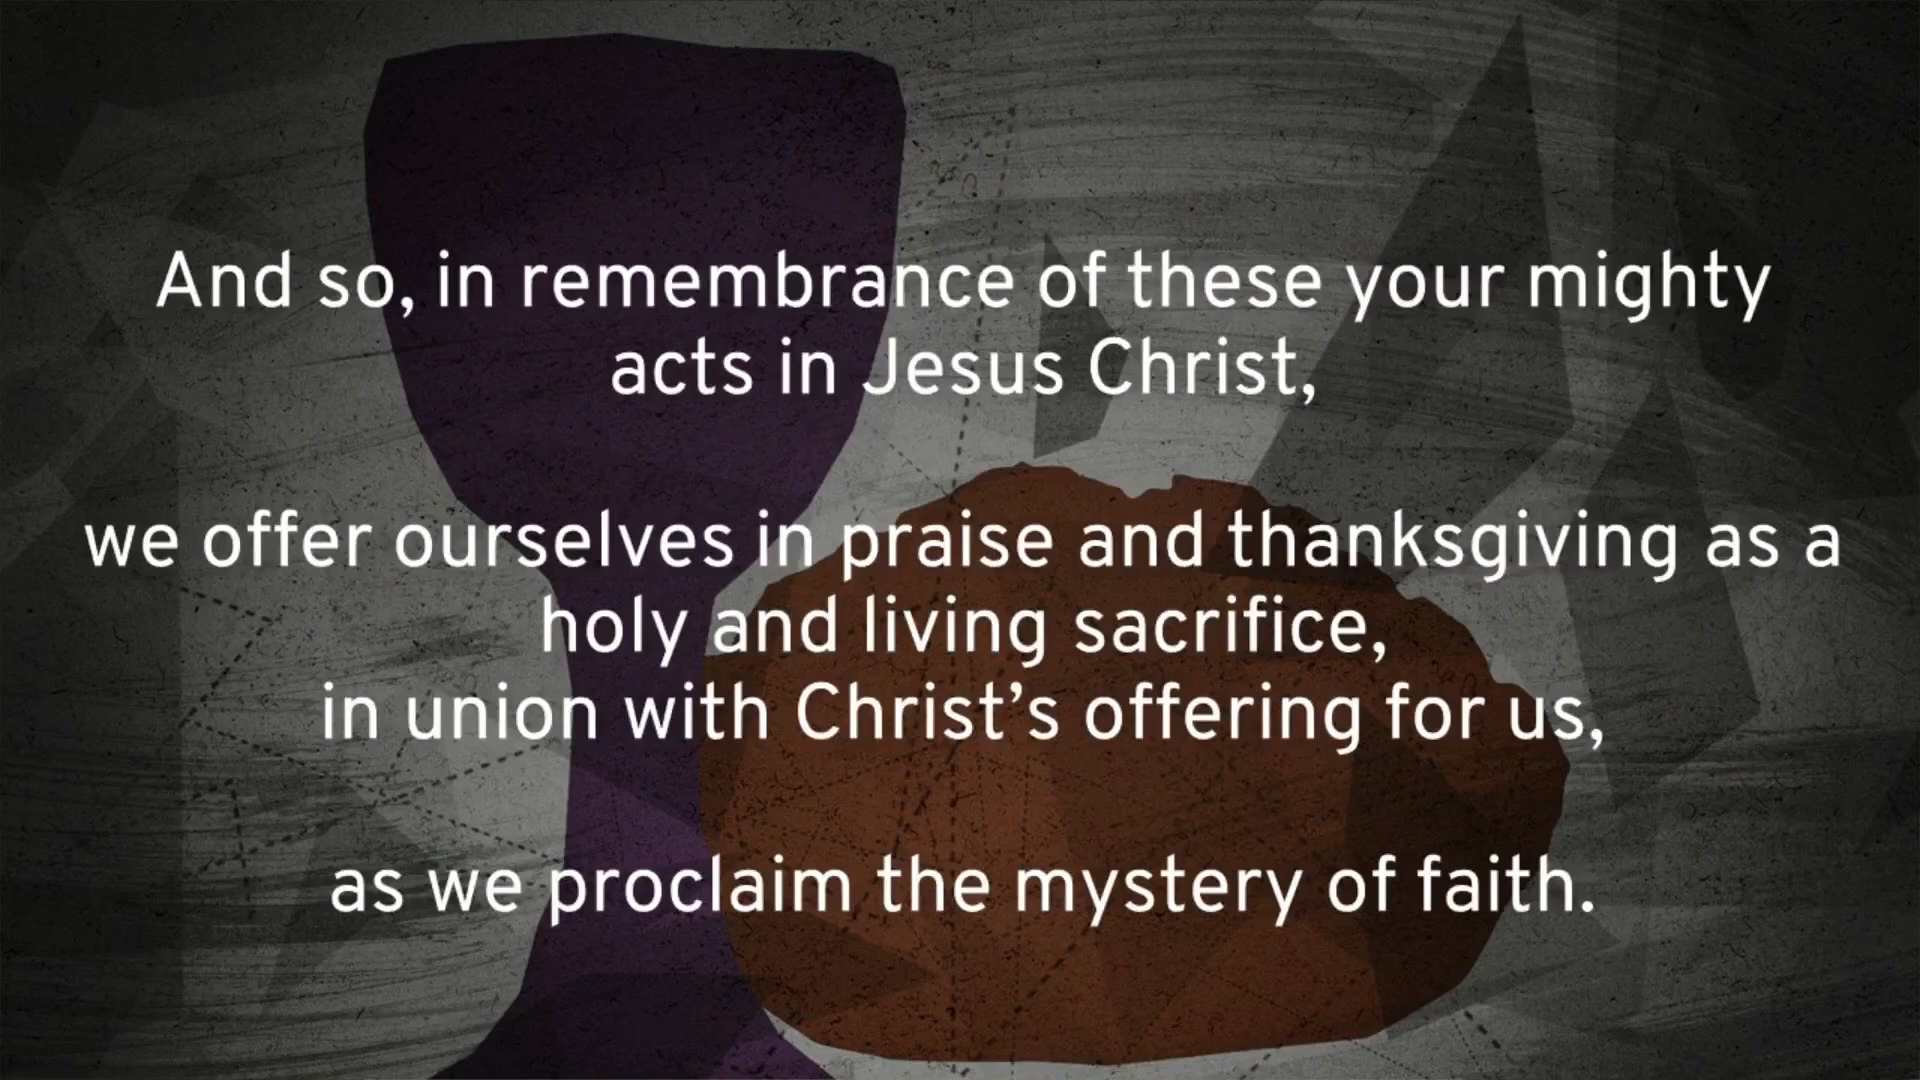 And so, in remembrance of these your mighty
acts in Jesus Christ,
we offer ourselves in praise and thanksgiving as a
holy and living sacrifice,
in union with Christ’s offering for us,
as we proclaim the mystery of faith.